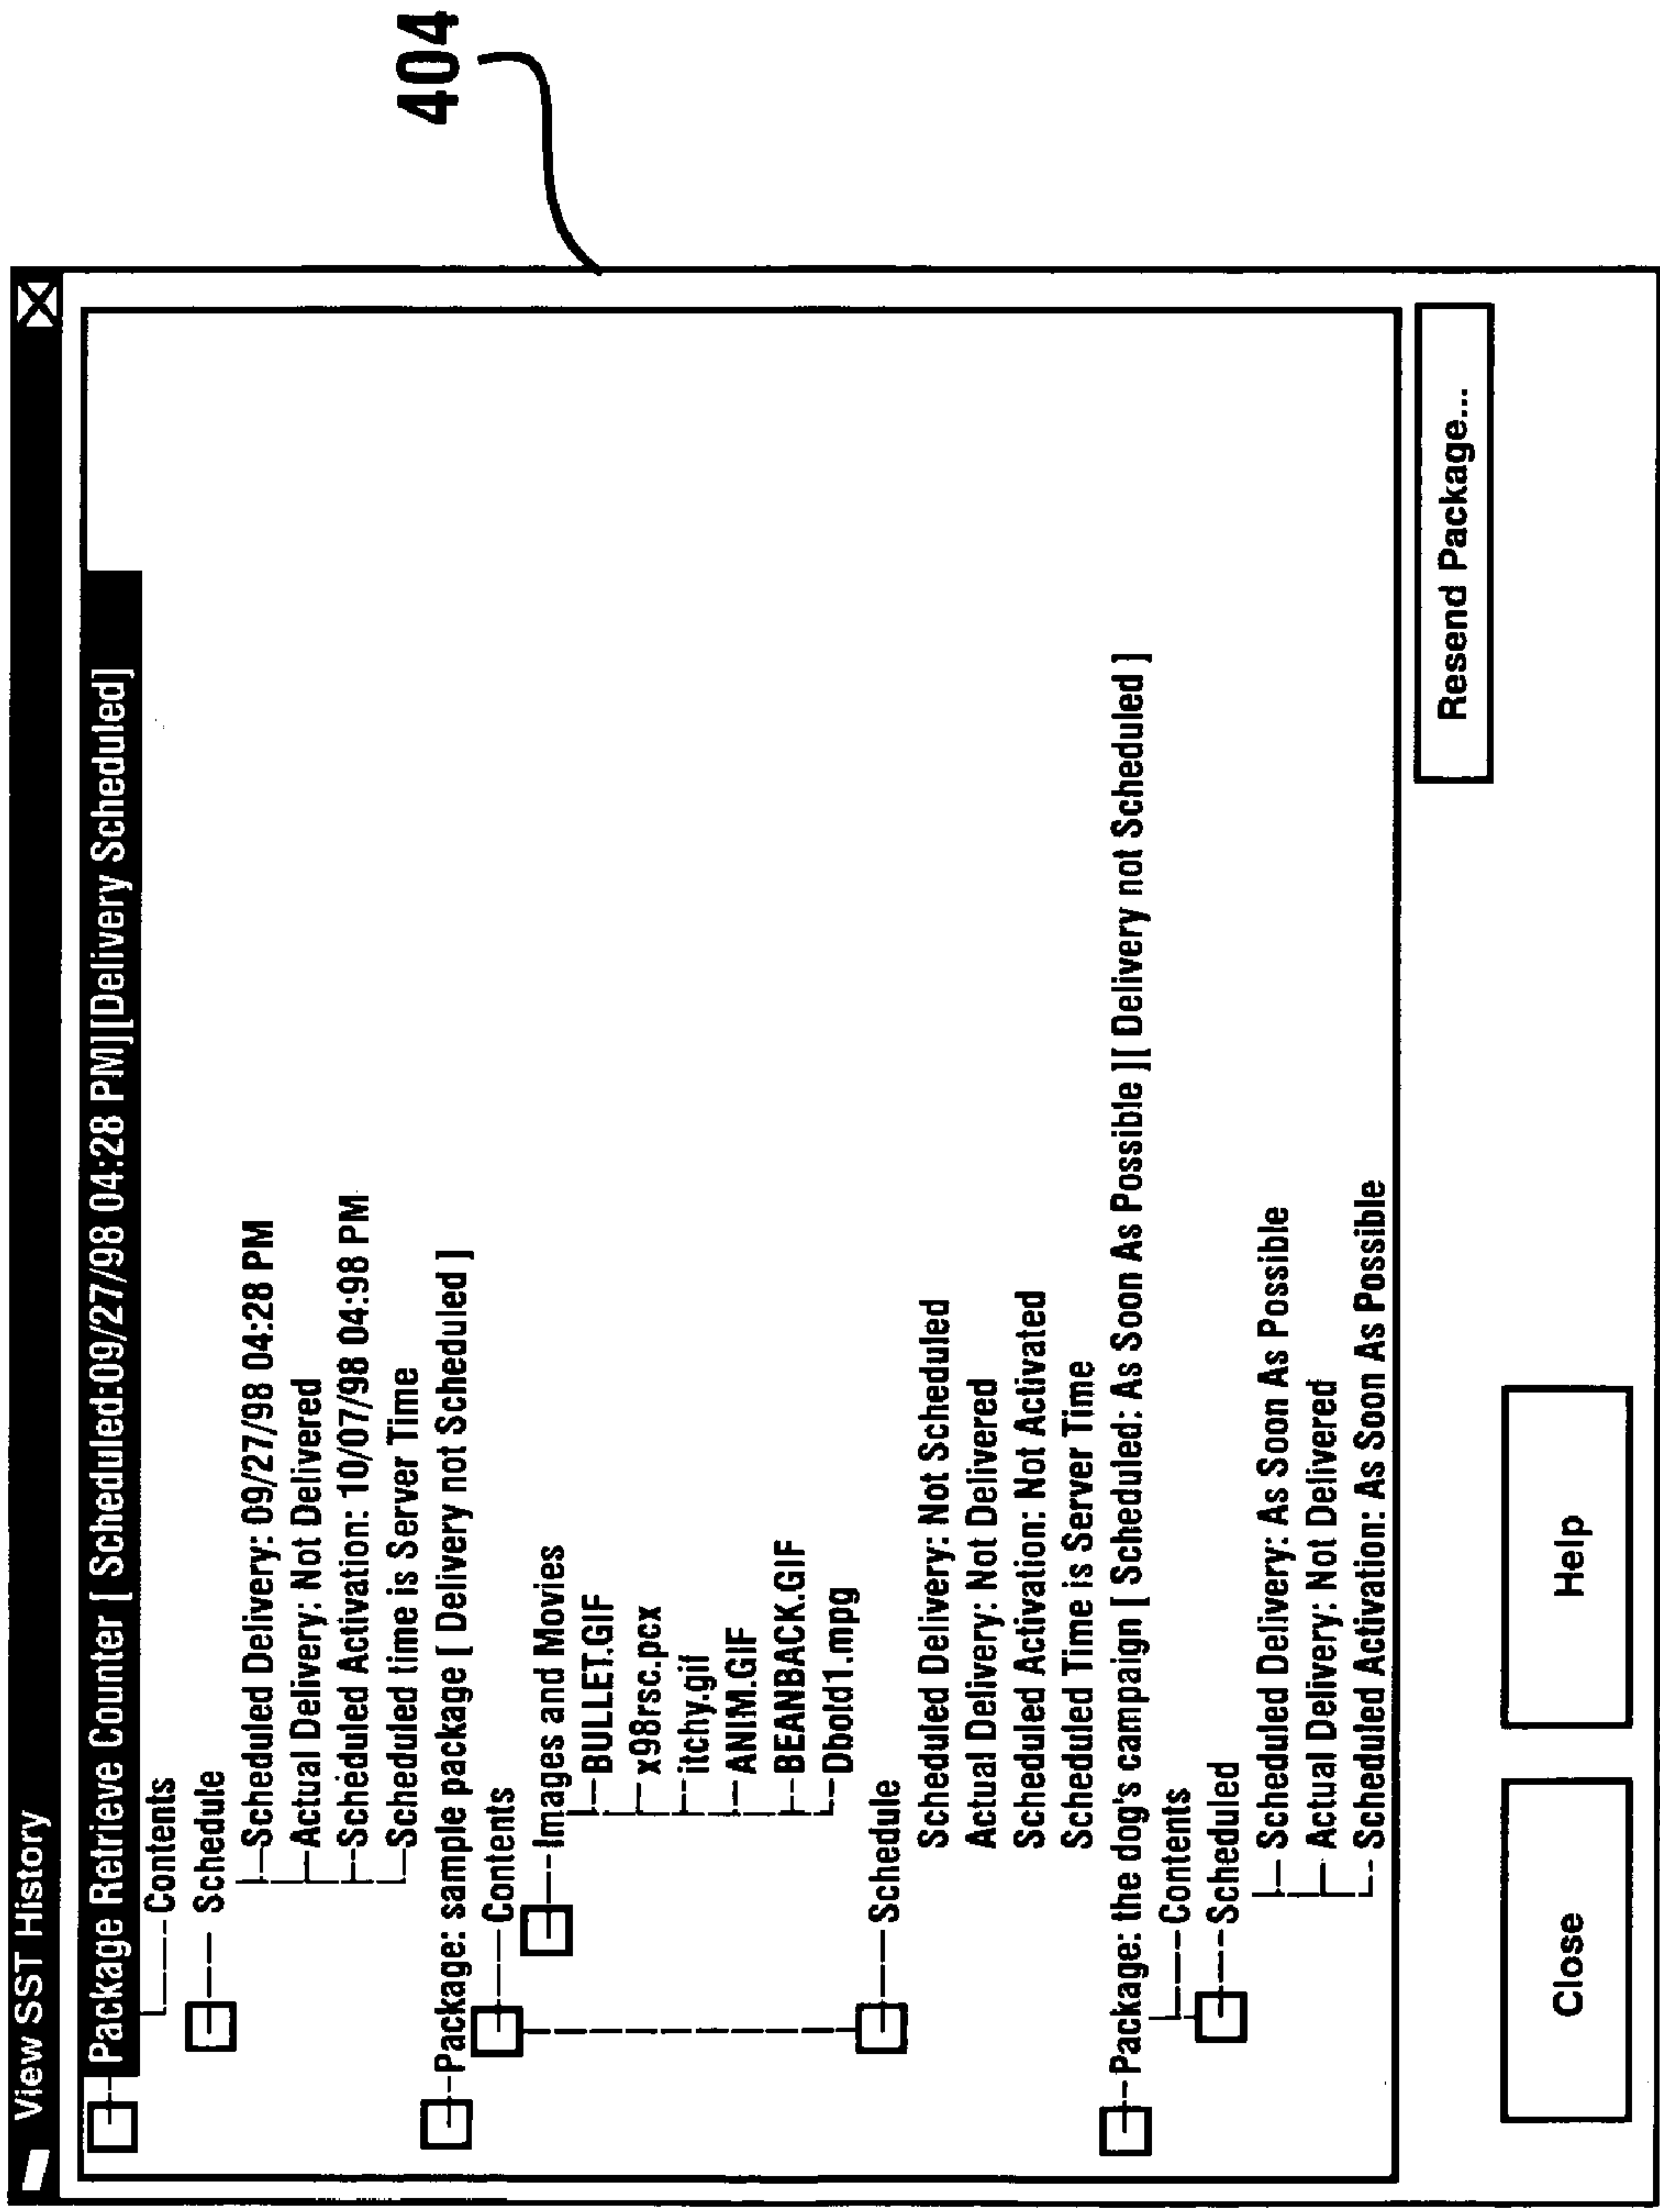 View SST History
Package Retrieve Counter [ Scheduled:09/27/98 04:28 PM][Delivery Scheduled]
Contents
Schedule
Scheduled Delivery: 09/27/98 04:28 PM
Actual Delivery: Not Delivered
Scheduled Activation: 10/07/98 04:98 PM
Scheduled time is Server Time
Package: sample package [ Delivery not Scheduled ]
Contents
Images and Movies
BULLET.GIF
x98rsc.pcx
itchy.gif
ANIM.GIF
BEANBACK.GIF
Dbold1.mpg
Schedule
Scheduled Delivery: Not Scheduled
Actual Delivery: Not Delivered
Scheduled Activation: Not Activated
Scheduled Time is Server Time
Package: the dog's campaign [ Scheduled: As Soon As Possible ][ Delivery not Scheduled ]
Contents
Scheduled
Scheduled Delivery: As Soon As Possible
Actual Delivery: Not Delivered
Scheduled Activation: As Soon As Possible
Resend Package...
Close
Help
404